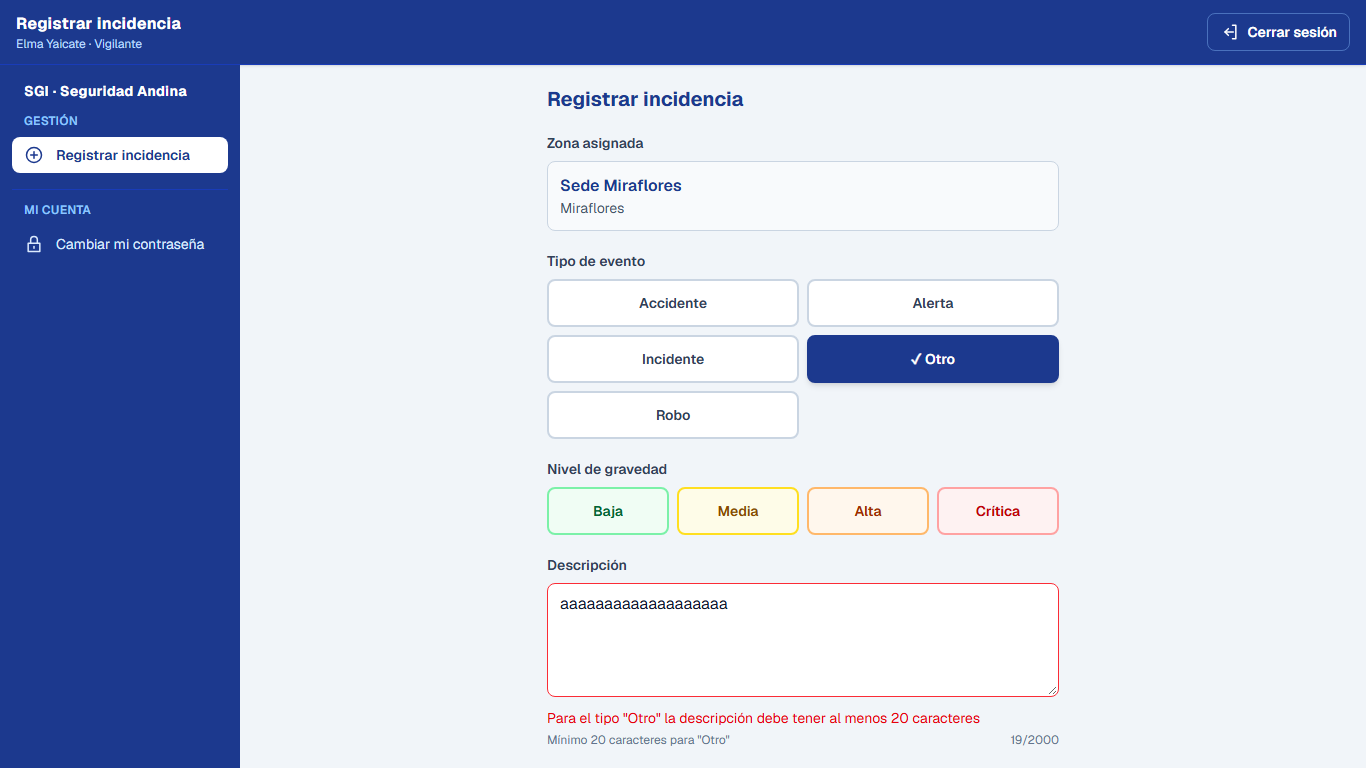 Registrar incidencia
Elma Yaicate · Vigilante
Cerrar sesión
SGI · Seguridad Andina
GESTIÓN
Registrar incidencia
MI CUENTA
Cambiar mi contraseña
Registrar incidencia
Zona asignada
Sede Miraflores
Miraflores
Tipo de evento
Accidente
Alerta
Incidente
✓ Otro
Robo
Nivel de gravedad
Baja
Media
Alta
Crítica
Descripción
aaaaaaaaaaaaaaaaaaa
Para el tipo "Otro" la descripción debe tener al menos 20 caracteres
Mínimo 20 caracteres para "Otro"
19/2000